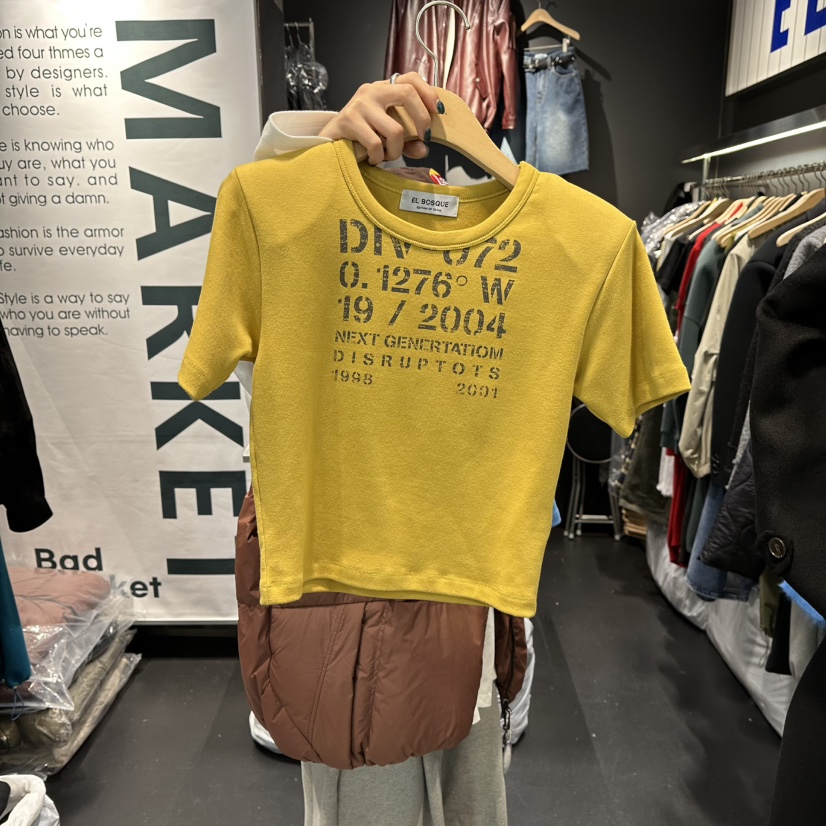 on is what you're
ed four thmes a
by designers.
style is what
choose.
e is knowing who
uy are, what you
ant to say. and
of giving a damn.
ashion is the armor
o survive everyday
fe.
Style is a way to say
who you are without
having to speak.
MARKET
Bad
ket
EL BOSQUE
DIV 072
0.1276° W
19 / 2004
NEXT GENERTATIOM
DISRUPTOTS
1998 2001